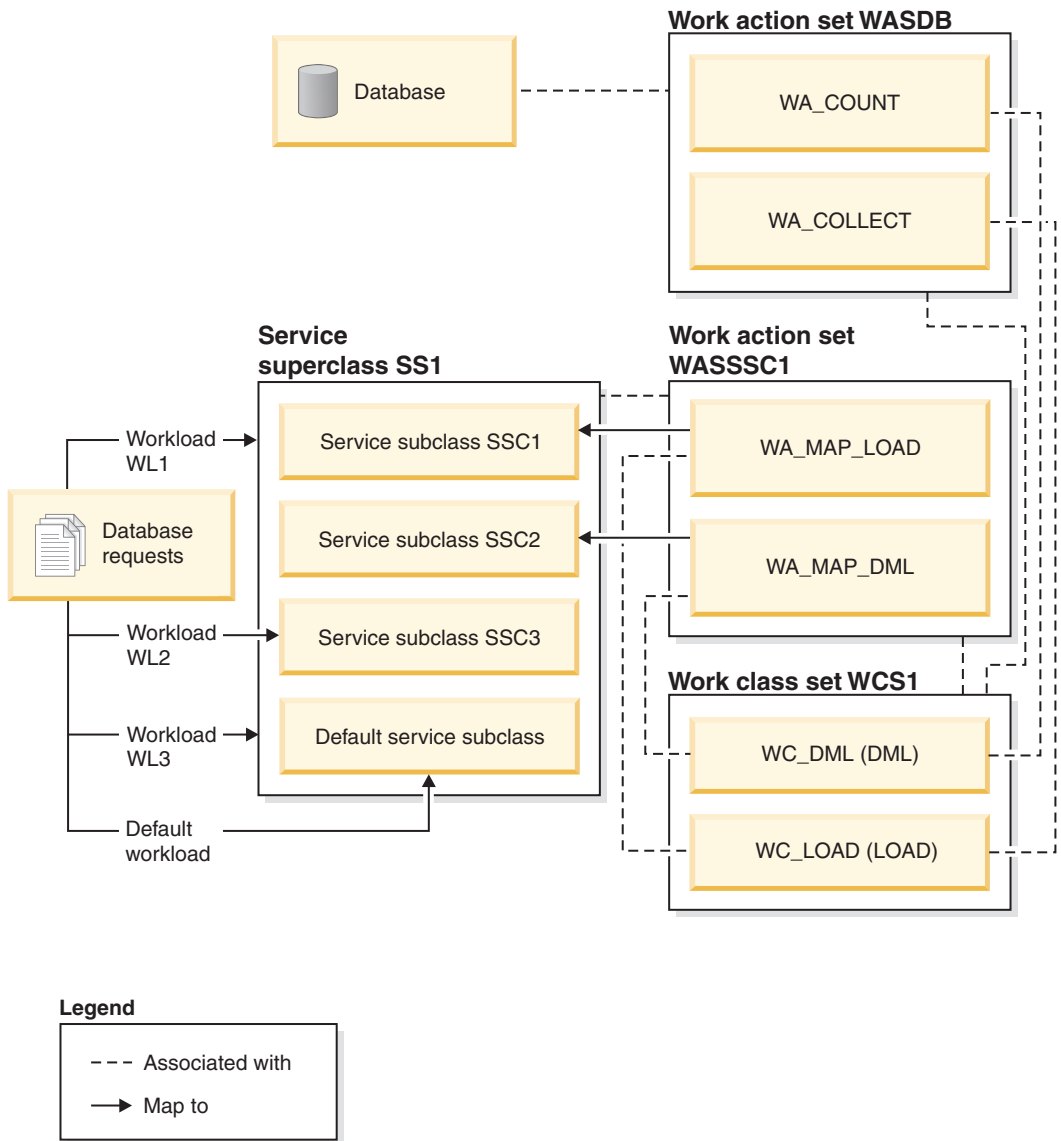 Work action set WASDB
Database
WA_COUNT
WA_COLLECT
Service
superclass SS1
Work action set
WASSSC1
Workload
WL1
Service subclass SSC1
WA_MAP_LOAD
Database
requests
Service subclass SSC2
WA_MAP_DML
Workload
WL2
Service subclass SSC3
Work class set WCS1
Workload
WL3
Default service subclass
WC_DML (DML)
Default
workload
WC_LOAD (LOAD)
Legend
Associated with
Map to